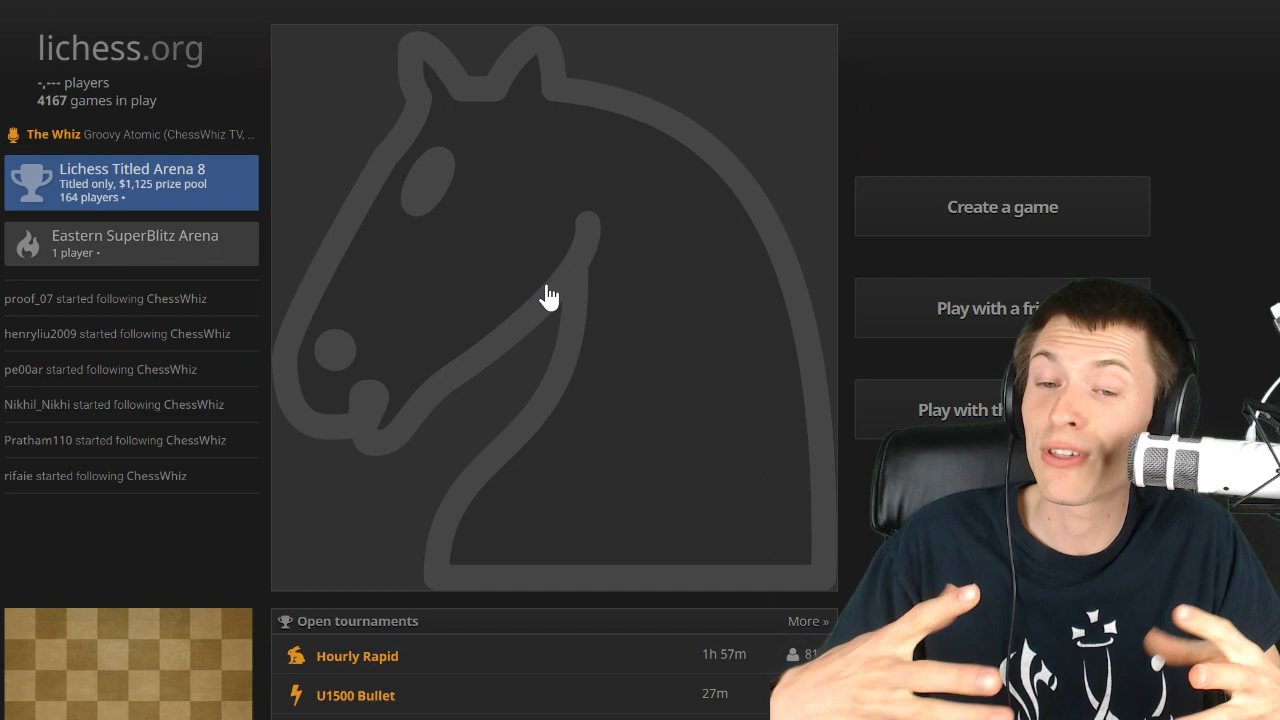 lichess.org
-,--- players
4167 games in play
The Whiz Groovy Atomic (ChessWhiz TV, ...
Lichess Titled Arena 8
Titled only, $1,125 prize pool
164 players •
Eastern SuperBlitz Arena
1 player •
proof_07 started following ChessWhiz
henryliu2009 started following ChessWhiz
pe00ar started following ChessWhiz
Nikhil_Nikhi started following ChessWhiz
Pratham110 started following ChessWhiz
rifaie started following ChessWhiz
Create a game
Play with a fri
Play with th
Open tournaments
More »
Hourly Rapid 1h 57m 81
U1500 Bullet 27m